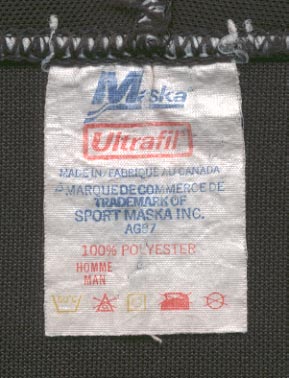 Maska
Ultrafil
MADE IN/FABRIQUE AU CANADA
MARQUE DE COMMERCE DE
TRADEMARK OF
SPORT MASKA INC.
AG87
100% POLYESTER
HOMME
MAN